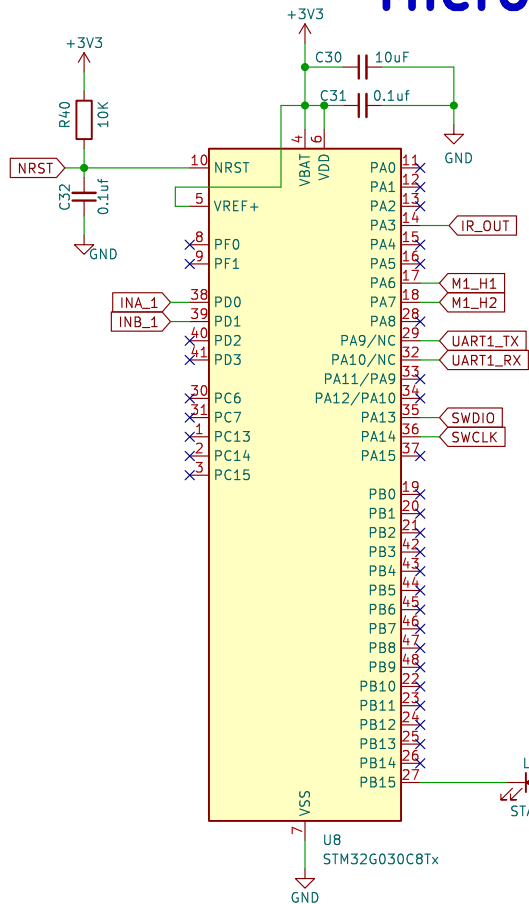 Micro
+3V3
+3V3
C30 10uF
C31 0.1uf
GND
R40 10K
NRST
C32 0.1uf
GND
4 6
VBAT VDD
10 NRST
5 VREF+
8 PF0
9 PF1
INA_1 38 PD0
INB_1 39 PD1
40 PD2
41 PD3
30 PC6
31 PC7
1 PC13
2 PC14
3 PC15
PA0 11
PA1 12
PA2 13
PA3 14 IR_OUT
PA4 15
PA5 16
PA6 17 M1_H1
PA7 18 M1_H2
PA8 28
PA9/NC 29 UART1_TX
PA10/NC 32 UART1_RX
PA11/PA9 33
PA12/PA10 34
PA13 35 SWDIO
PA14 36 SWCLK
PA15 37
PB0 19
PB1 20
PB2 21
PB3 42
PB4 43
PB5 44
PB6 45
PB7 46
PB8 47
PB9 48
PB10 22
PB11 23
PB12 24
PB13 25
PB14 26
PB15 27
L
STA
VSS
7
U8
STM32G030C8Tx
GND